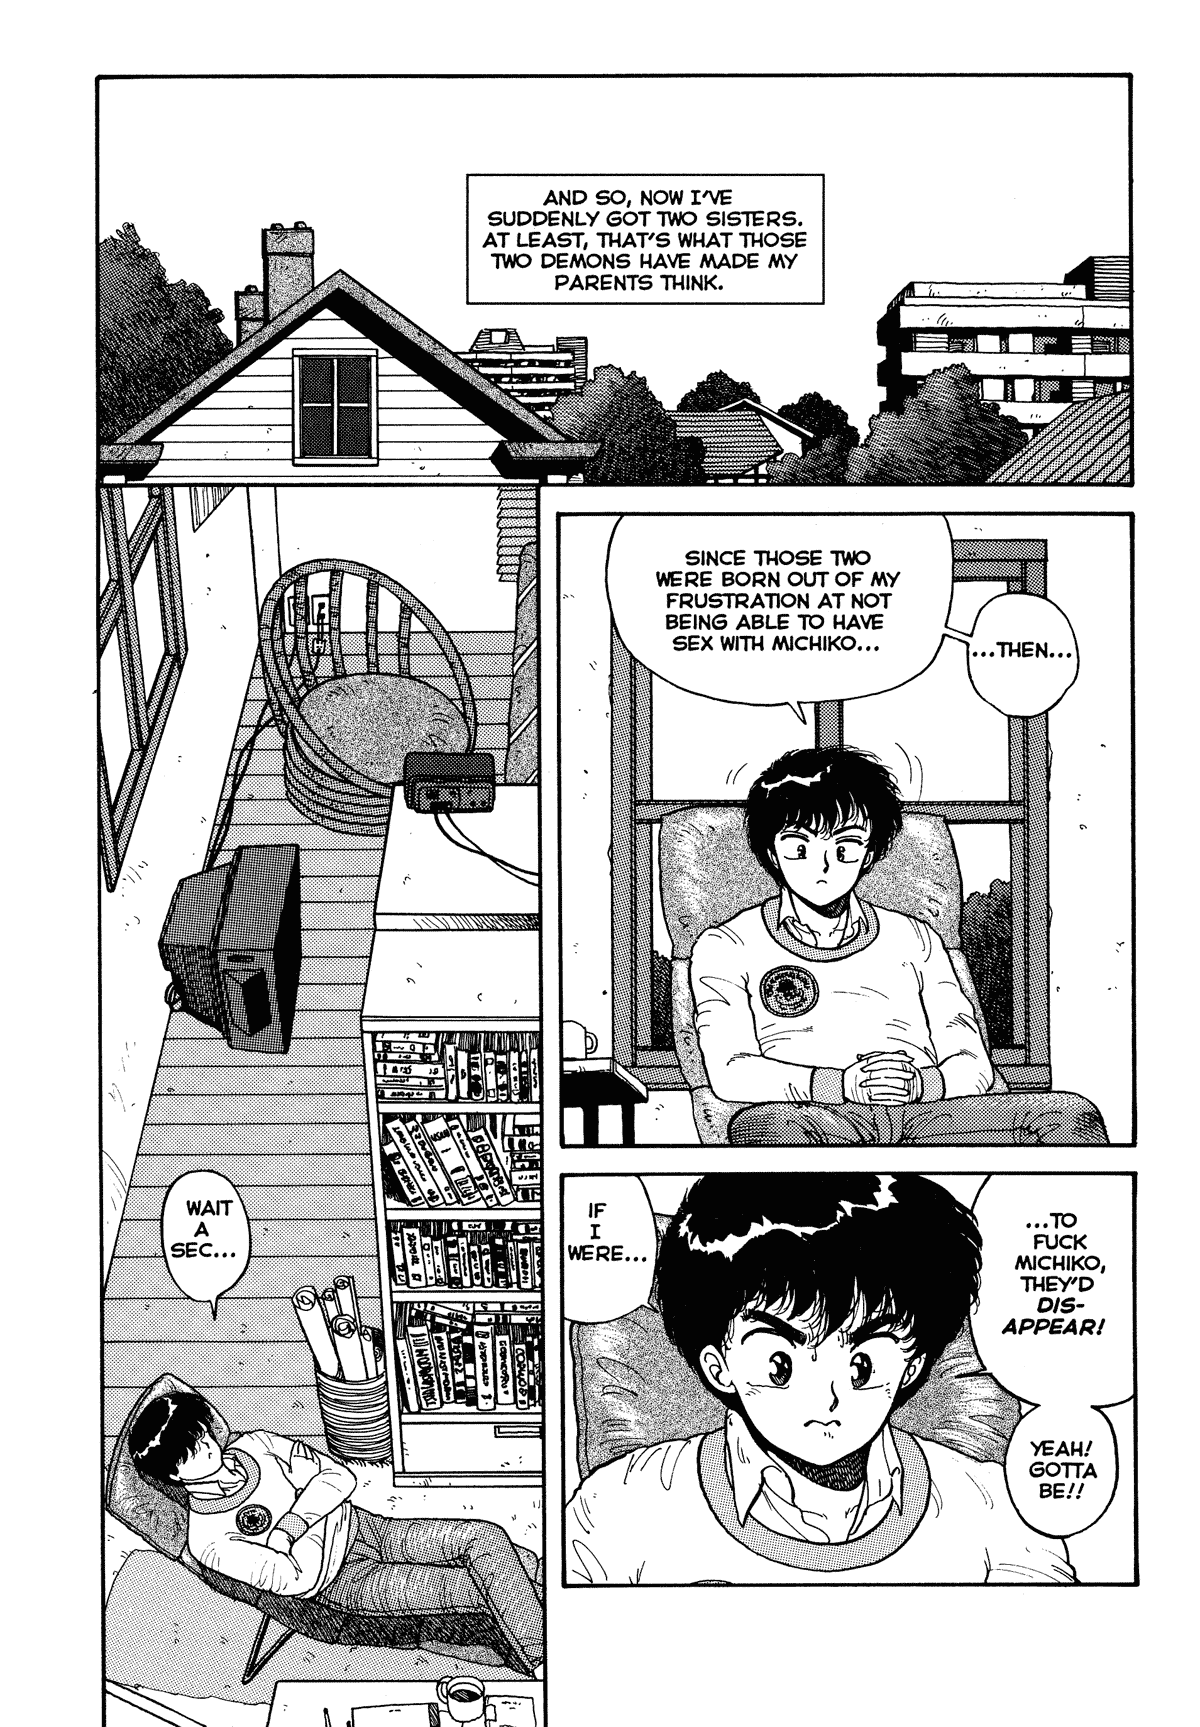 AND SO, NOW I'VE
SUDDENLY GOT TWO SISTERS.
AT LEAST, THAT'S WHAT THOSE
TWO DEMONS HAVE MADE MY
PARENTS THINK.
WAIT
A
SEC...
SINCE THOSE TWO
WERE BORN OUT OF MY
FRUSTRATION AT NOT
BEING ABLE TO HAVE
SEX WITH MICHIKO...
...THEN...
IF
I
WERE...
...TO
FUCK
MICHIKO,
THEY'D
DIS-
APPEAR!
YEAH!
GOTTA
BE!!